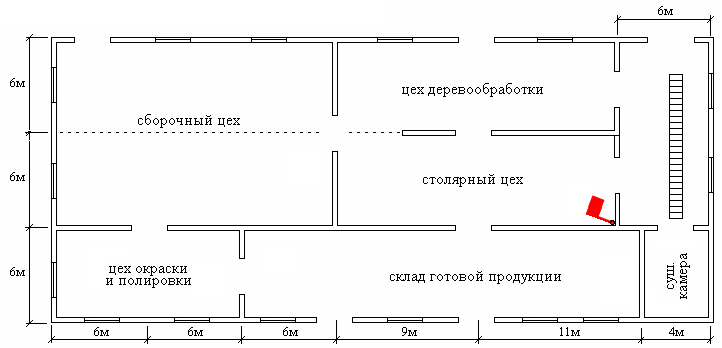 6м
6м
цех деревообработки
сборочный цех
6м
столярный цех
6м
цех окраски
и полировки
склад готовой продукции
суш.
камера
6м
6м
6м
9м
11м
4м